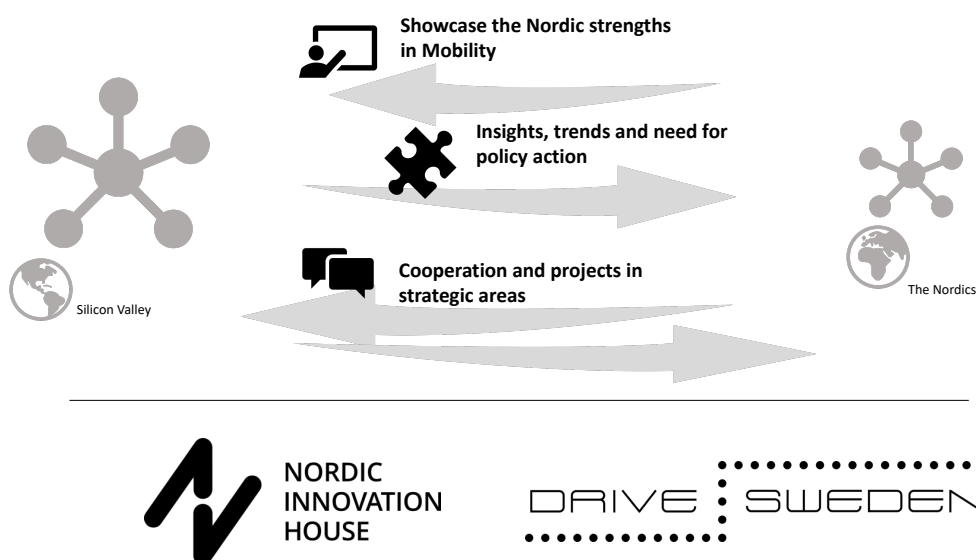 Showcase the Nordic strengths
in Mobility
Insights, trends and need for
policy action
Cooperation and projects in
strategic areas
Silicon Valley
The Nordics
NORDIC
INNOVATION
HOUSE
DRIVE SWEDEN